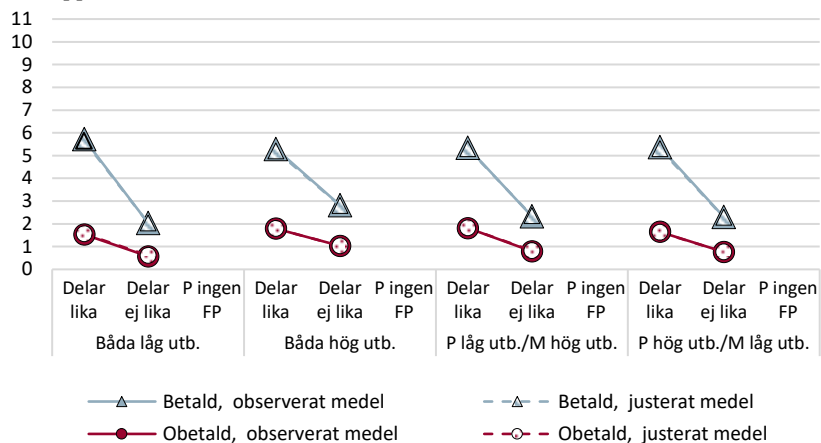 11
10
9
8
7
6
5
4
3
2
1
0
Delar Delar P ingen Delar Delar P ingen Delar Delar P ingen Delar Delar P ingen
lika ej lika FP lika ej lika FP lika ej lika FP lika ej lika FP
Båda låg utb. Båda hög utb. P låg utb./M hög utb. P hög utb./M låg utb.
Betald, observerat medel Betald, justerat medel
Obetald, observerat medel Obetald, justerat medel